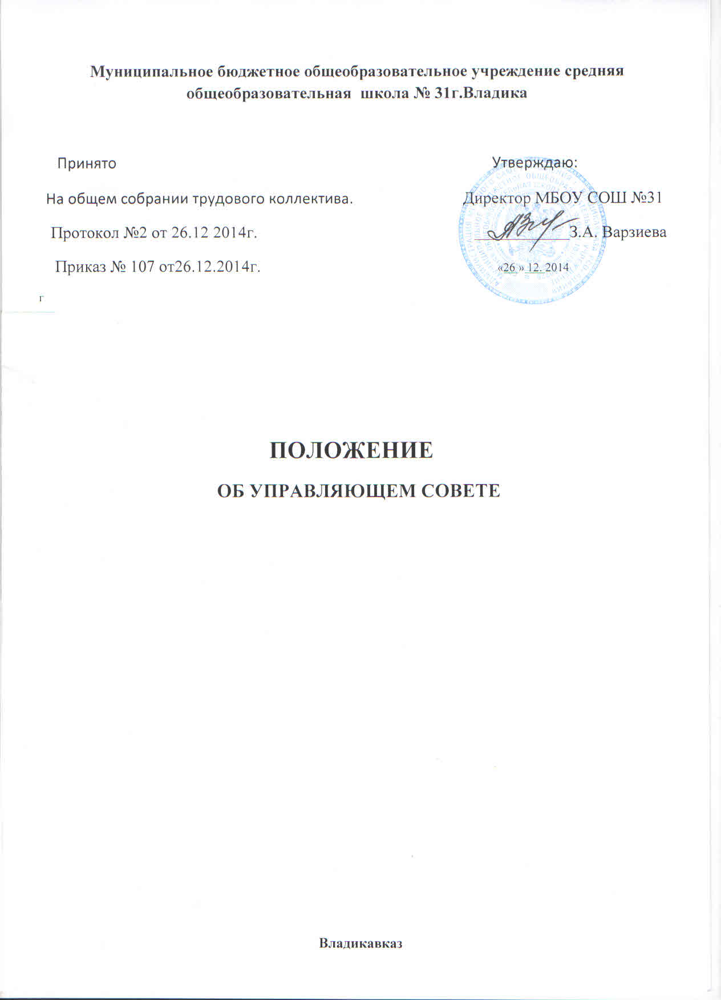 Муниципальное бюджетное общеобразовательное учреждение средняя
общеобразовательная школа № 31г.Владика
Принято Утверждаю:
На общем собрании трудового коллектива. Директор МБОУ СОШ №31
Протокол №2 от 26.12 2014г. ____________З.А. Варзиева
Приказ № 107 от26.12.2014г. «26 » 12. 2014
г
ПОЛОЖЕНИЕ
ОБ УПРАВЛЯЮЩЕМ СОВЕТЕ
Владикавказ